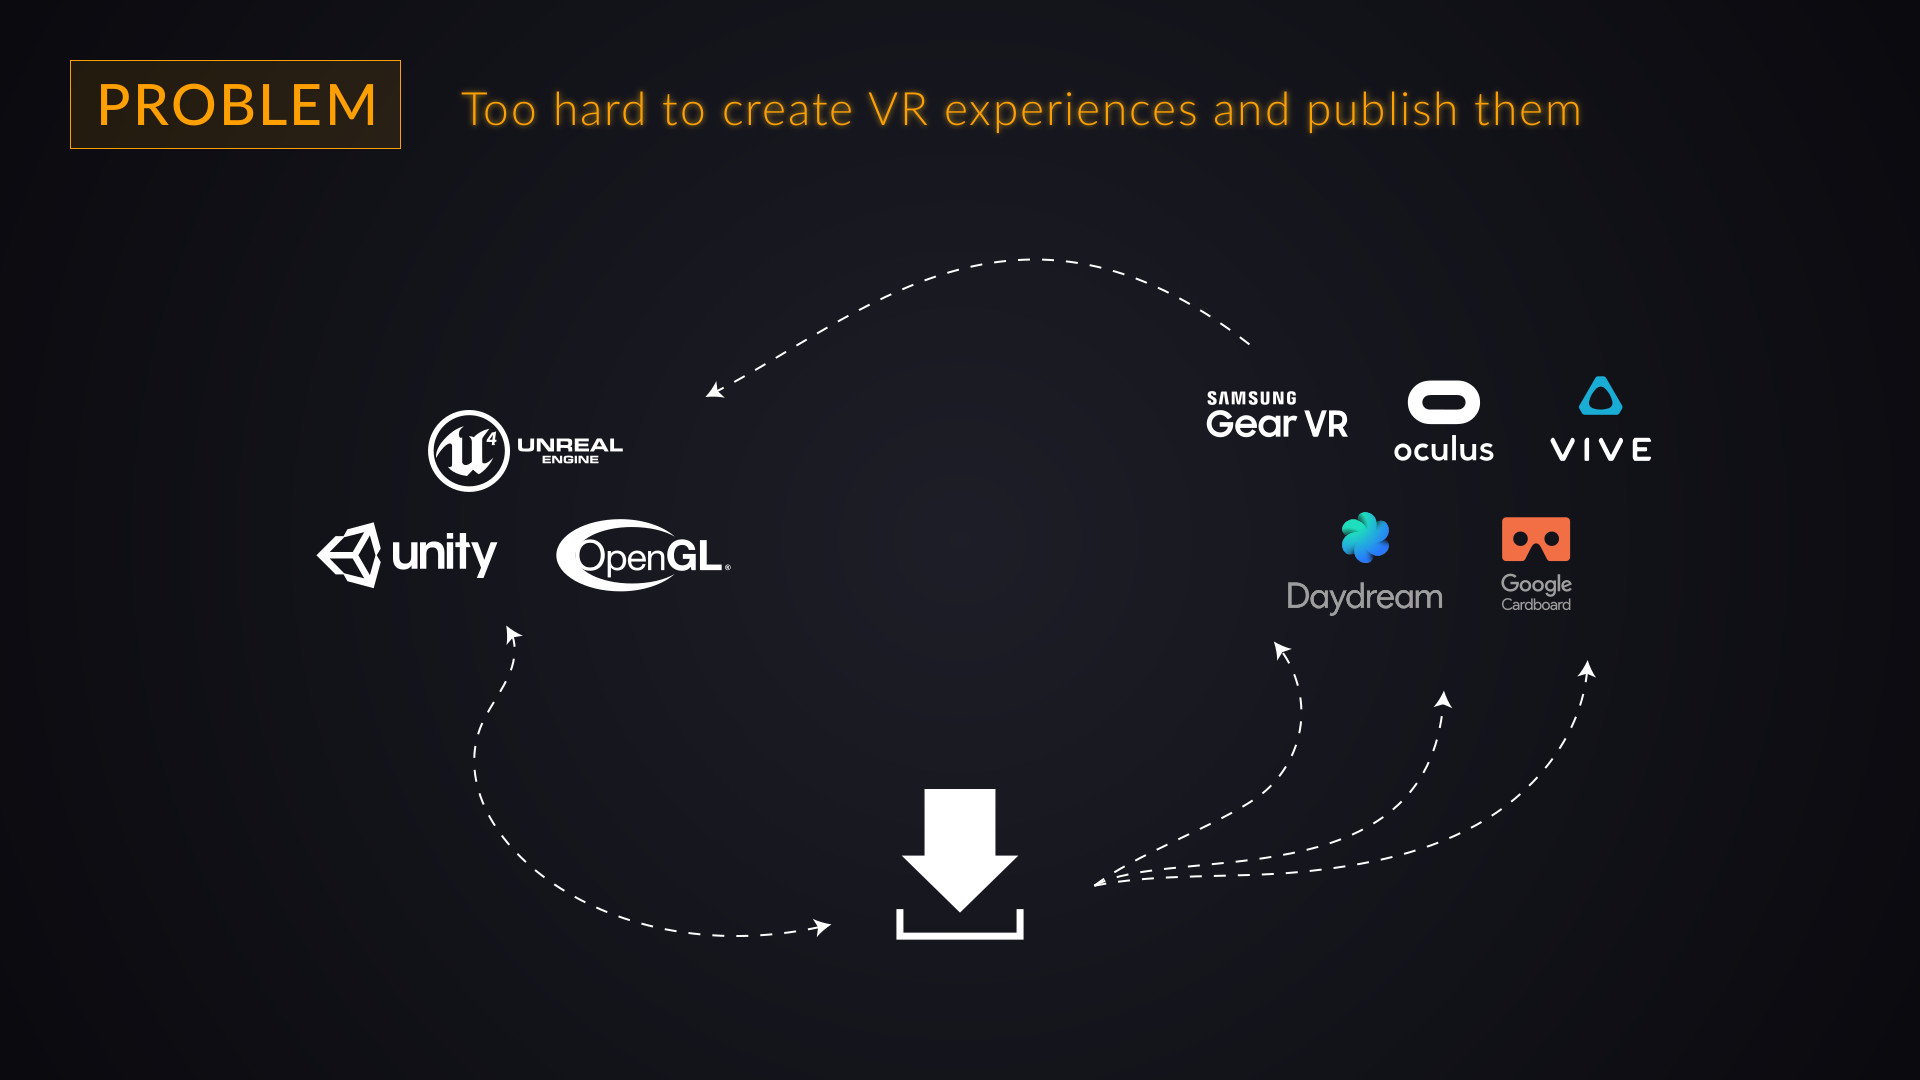 PROBLEM
Too hard to create VR experiences and publish them
4
UNREAL
ENGINE
unity
OpenGL®
SAMSUNG
Gear VR
oculus
VIVE
Daydream
Google
Cardboard